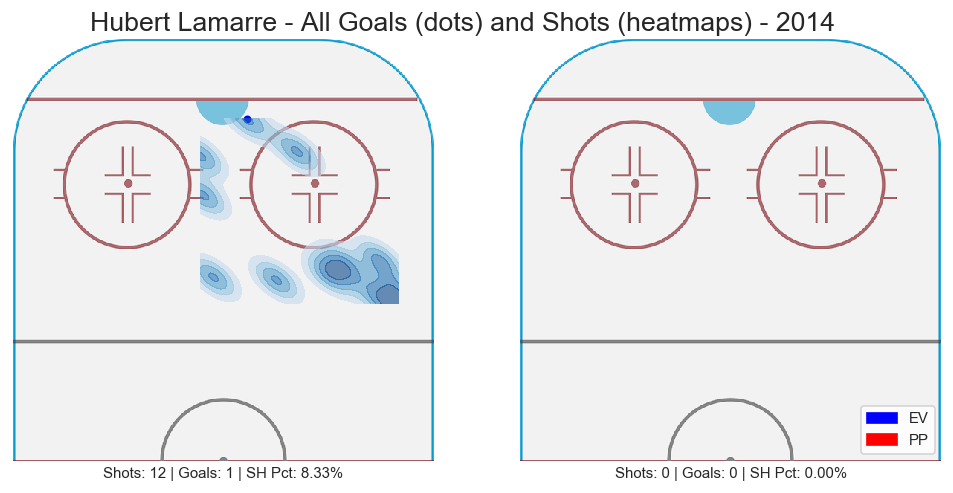 Hubert Lamarre - All Goals (dots) and Shots (heatmaps) - 2014
EV
PP
Shots: 12 | Goals: 1 | SH Pct: 8.33%
Shots: 0 | Goals: 0 | SH Pct: 0.00%